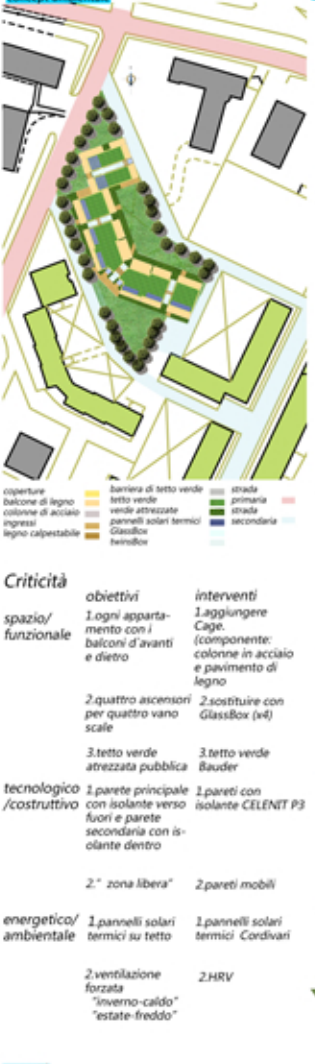 coperture
balcone di legno
colonne di acciaio
ingressi
legno calpestabile
barriera di tetto verde
tetto verde
verde attrezzate
pannelli solari termici
GlassBox
twinsBox
strada
primaria
strada
secondaria
Criticità
obiettivi
interventi
spazio/
funzionale
1.ogni apparta-
mento con i
balconi d'avanti
e dietro
1.aggiungere
Cage.
(componente:
colonne in acciaio
e pavimento di
legno
2.quattro ascensori
per quattro vano
scale
2.sostituire con
GlassBox (x4)
3.tetto verde
atrezzata pubblica
3.tetto verde
Bauder
tecnologico
/costruttivo
1.parete principale
con isolante verso
fuori e parete
secondaria con is-
olante dentro
1.pareti con
isolante CELENIT P3
2." zona libera"
2.pareti mobili
energetico/
ambientale
1.pannelli solari
termici su tetto
1.pannelli solari
termici Cordivari
2.ventilazione
forzata
"inverno-caldo"
"estate-freddo"
2.HRV